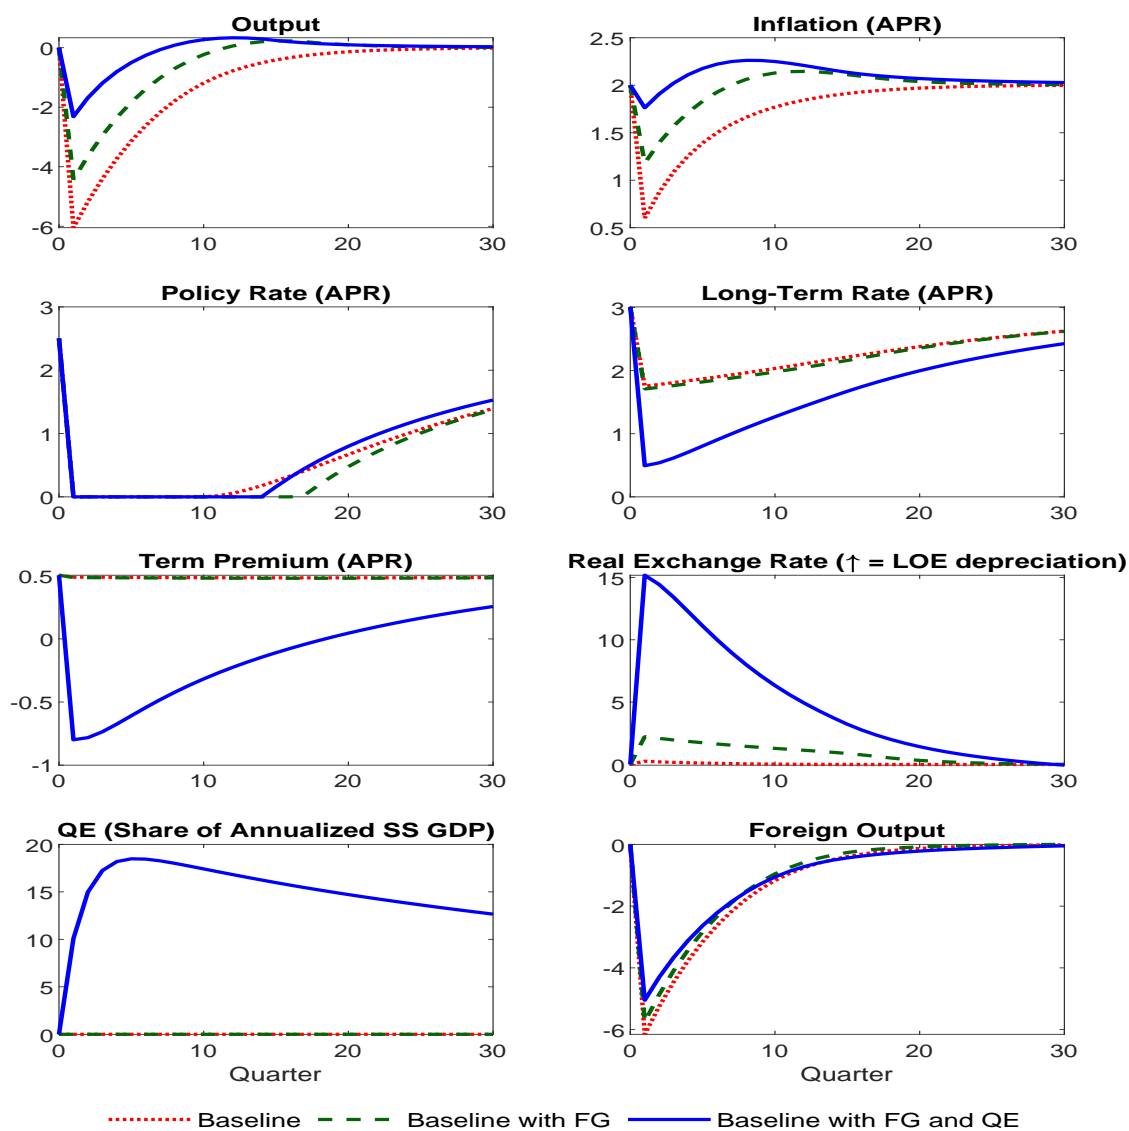 Output
0
-2
-4
-6
0 10 20 30
Inflation (APR)
2.5
2
1.5
1
0.5
0 10 20 30
Policy Rate (APR)
3
2
1
0
0 10 20 30
Long-Term Rate (APR)
3
2
1
0
0 10 20 30
Term Premium (APR)
0.5
0
-0.5
-1
0 10 20 30
Real Exchange Rate (↑ = LOE depreciation)
15
10
5
0
0 10 20 30
QE (Share of Annualized SS GDP)
20
15
10
5
0
0 10 20 30
Quarter
Foreign Output
0
-2
-4
-6
0 10 20 30
Quarter
Baseline Baseline with FG Baseline with FG and QE